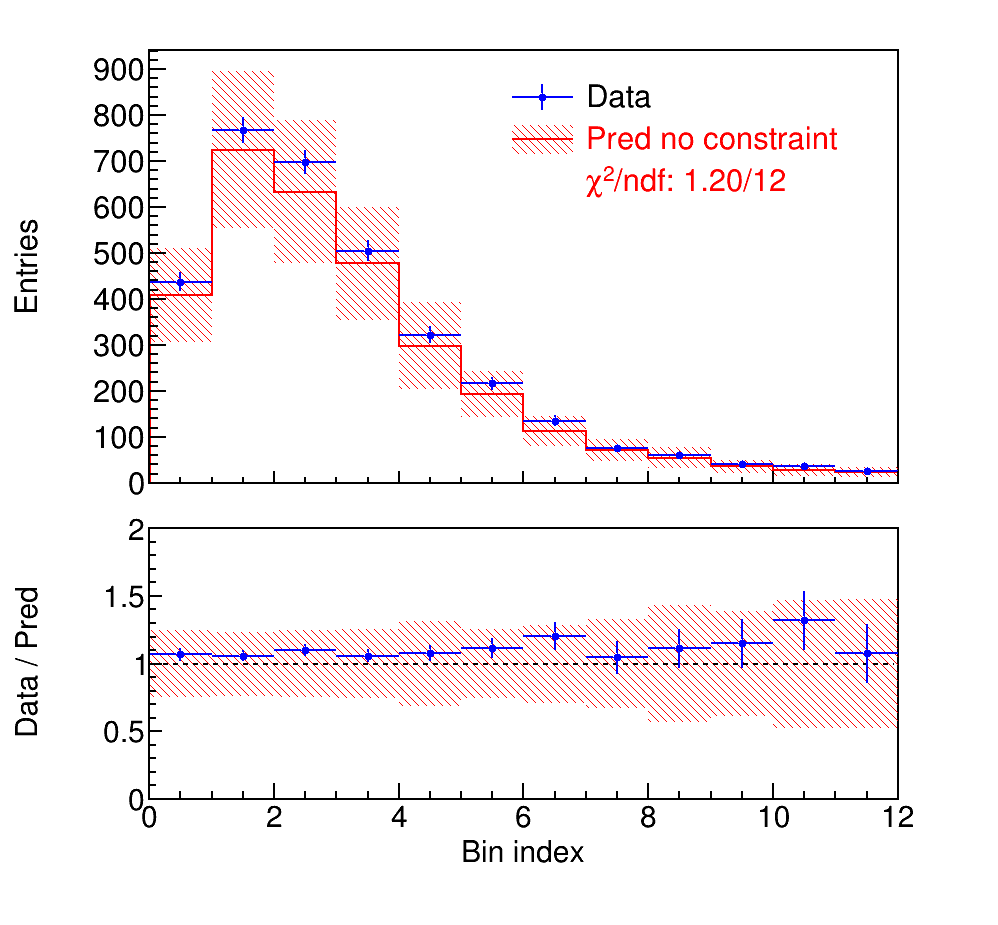 900
800
700
600
500
400
300
200
100
0
Entries
Data
Pred no constraint
χ²/ndf: 1.20/12
2
1.5
1
0.5
0
Data / Pred
0 2 4 6 8 10 12
Bin index